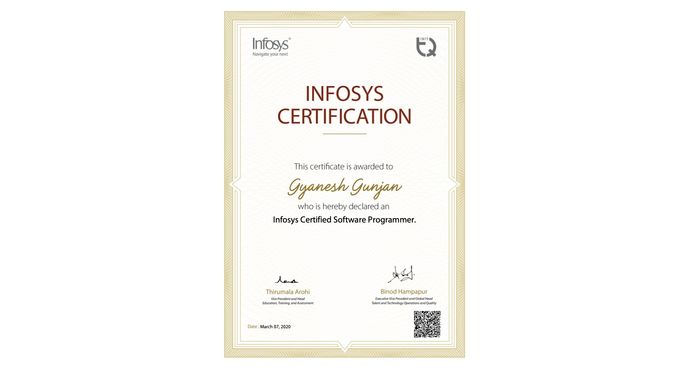 Infosys®
Navigate your next
INFOSYS
CERTIFICATION
This certificate is awarded to
Gyanesh Gunjan
who is hereby declared an
Infosys Certified Software Programmer.
Thirumala Arohi
Vice President and Head
Education, Training, and Assessment
Binod Hampapur
Executive Vice President and Global Head
Talent and Technology Operations and Quality
Date: March 07, 2020